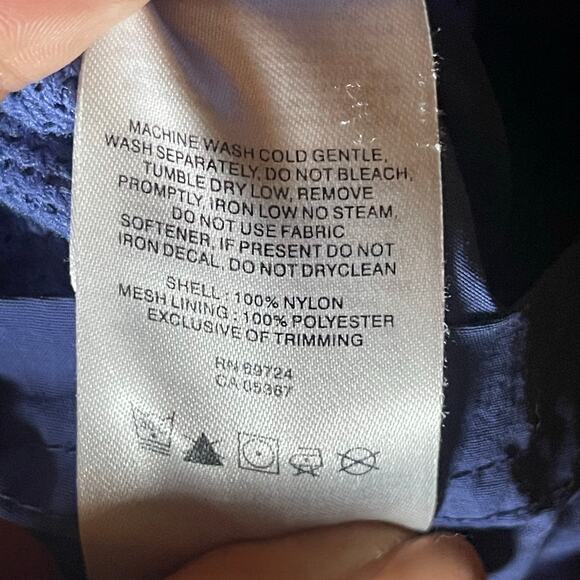 MACHINE WASH COLD GENTLE,
WASH SEPARATELY, DO NOT BLEACH,
TUMBLE DRY LOW, REMOVE
PROMPTLY, IRON LOW NO STEAM,
DO NOT USE FABRIC
SOFTENER, IF PRESENT DO NOT
IRON DECAL, DO NOT DRYCLEAN
SHELL : 100% NYLON
MESH LINING : 100% POLYESTER
EXCLUSIVE OF TRIMMING
RN 69724
CA 05367